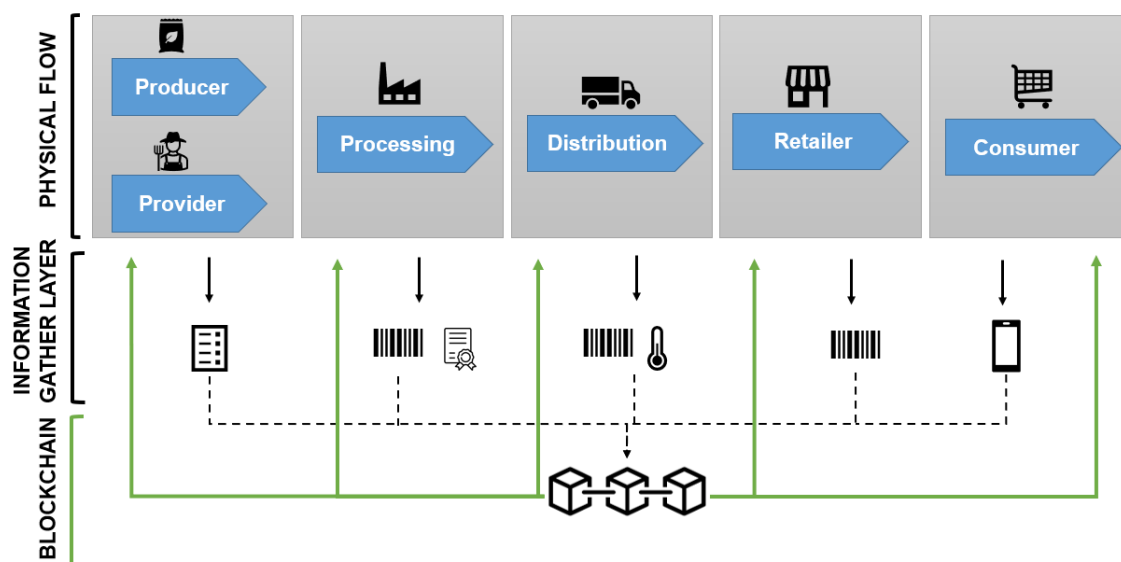 PHYSICAL FLOW
Producer
Provider
Processing
Distribution
Retailer
Consumer
INFORMATION
GATHER LAYER
BLOCKCHAIN